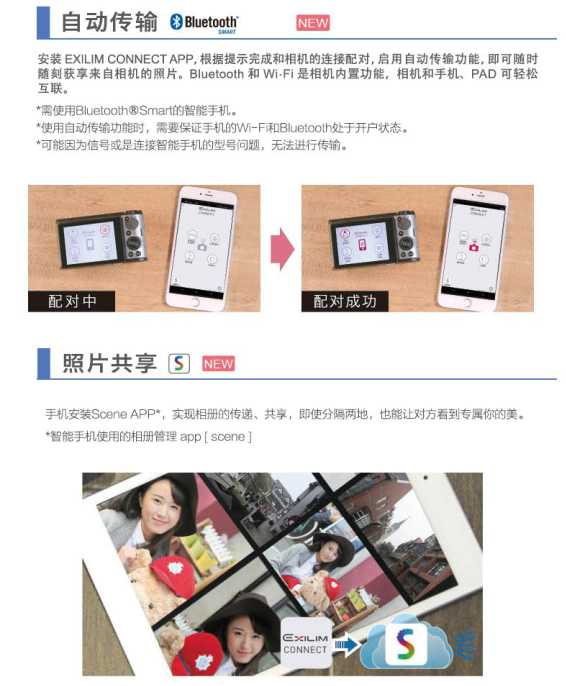 自动传输 Bluetooth® SMART NEW
安装 EXILIM CONNECT APP,根据提示完成和相机的连接配对,启用自动传输功能,即可随时
随刻获享来自相机的照片。Bluetooth 和 Wi-Fi 是相机内置功能,相机和手机、PAD 可轻松
互联。
*需使用Bluetooth®Smart的智能手机。
*使用自动传输功能时,需要保证手机的Wi-Fi和Bluetooth处于开户状态。
*可能因为信号或是连接智能手机的型号问题,无法进行传输。
EXILIM
CONNECT
配对中
EXILIM
CONNECT
配对成功
照片共享 S NEW
手机安装Scene APP*,实现相册的传递、共享,即使分隔两地,也能让对方看到专属你的美。
*智能手机使用的相册管理 app [ scene ]
EXILIM
CONNECT
S